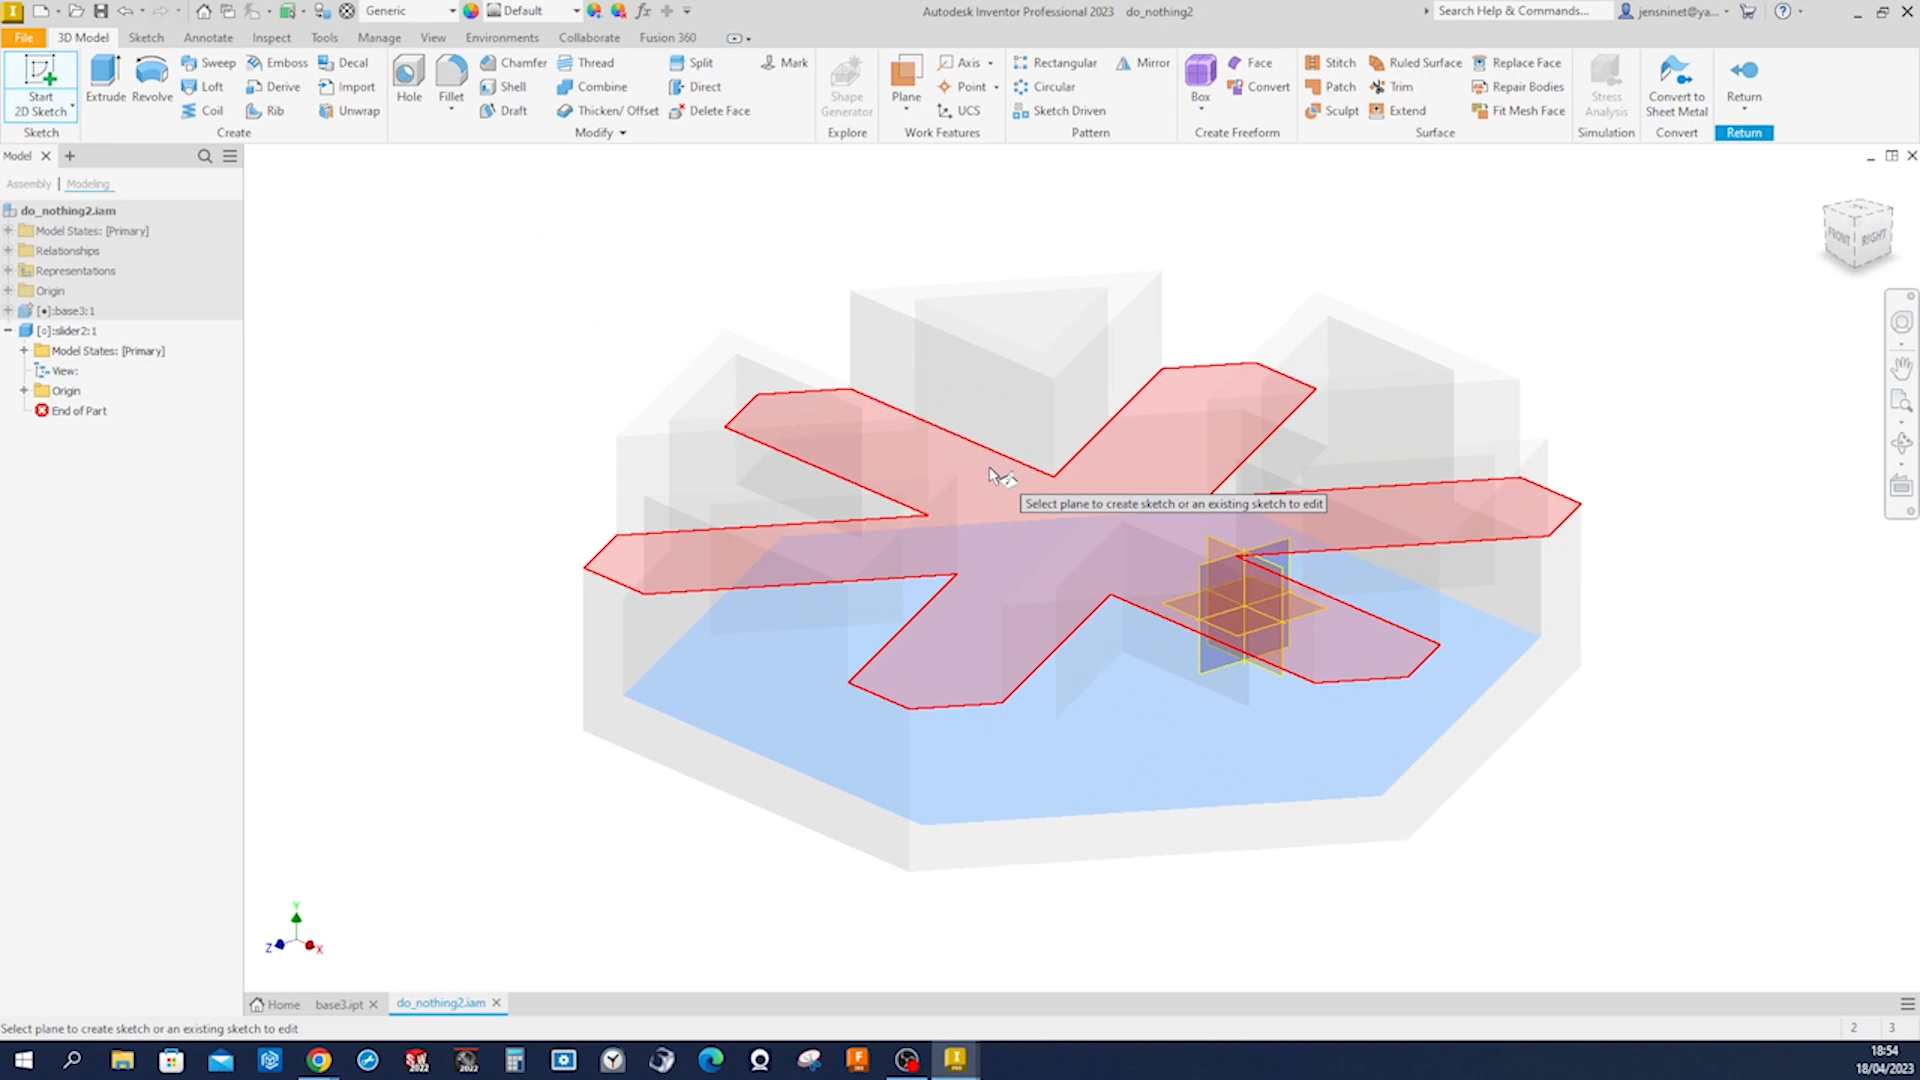 Generic
Default
fx
Autodesk Inventor Professional 2023 do_nothing2
Search Help & Commands...
jensninet@ya...
File 3D Model Sketch Annotate Inspect Tools Manage View Environments Collaborate Fusion 360
Start
2D Sketch
Sketch
Extrude Revolve
Sweep Emboss Decal
Loft Derive Import
Coil Rib Unwrap
Create
Hole Fillet
Chamfer Thread Split Mark
Shell Combine Direct
Draft Thicken/ Offset Delete Face
Modify
Shape
Generator
Explore
Plane
Axis
Point
UCS
Work Features
Rectangular Mirror
Circular
Sketch Driven
Pattern
Box
Face
Convert
Create Freeform
Stitch Ruled Surface Replace Face
Patch Trim Repair Bodies
Sculpt Extend Fit Mesh Face
Surface
Stress
Analysis
Simulation
Convert to
Sheet Metal
Convert
Return
Return
Model
Assembly | Modeling
do_nothing2.iam
Model States: [Primary]
Relationships
Representations
Origin
[•]:base3:1
[○]:slider2:1
Model States: [Primary]
View:
Origin
End of Part
FRONT RIGHT
Select plane to create sketch or an existing sketch to edit
Y
Z X
Home base3.ipt do_nothing2.iam
Select plane to create sketch or an existing sketch to edit
2 3
SW
2022
2022
F
I
PRO
18:54
18/04/2023